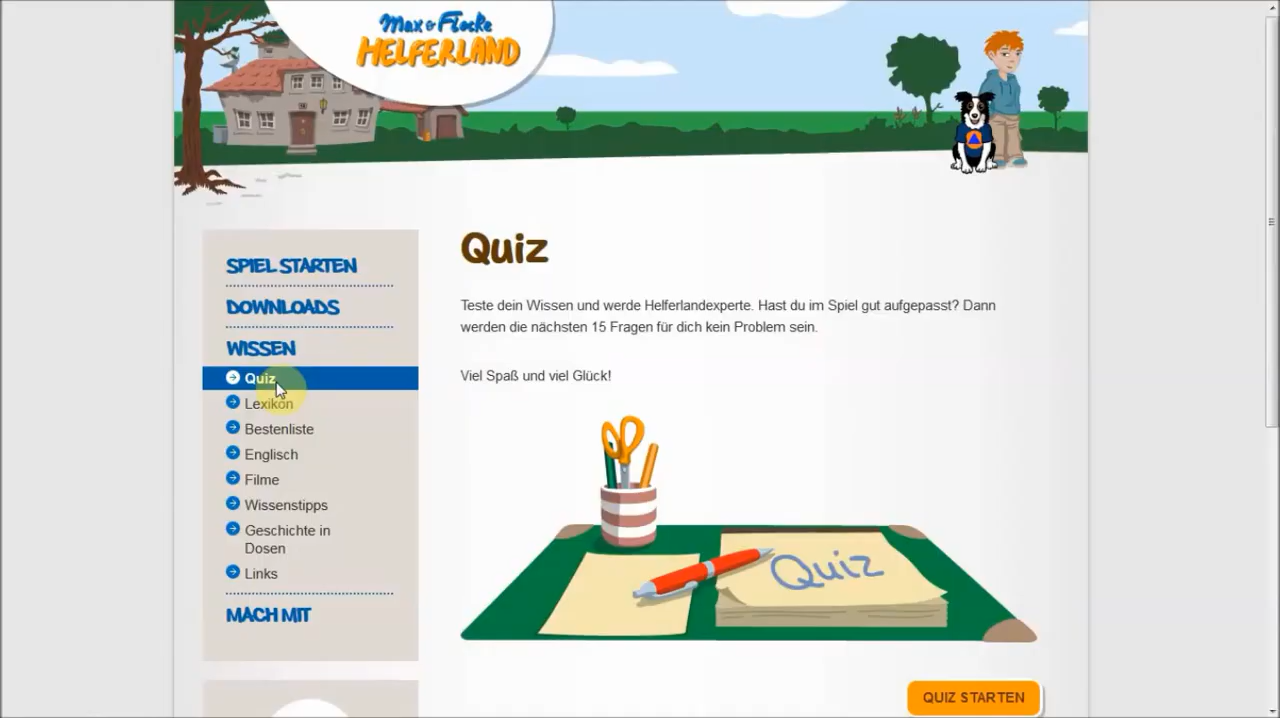 Max & Flocke
HELFERLAND
SPIEL STARTEN
DOWNLOADS
WISSEN
Quiz
Lexikon
Bestenliste
Englisch
Filme
Wissenstipps
Geschichte in
Dosen
Links
MACH MIT
Quiz
Teste dein Wissen und werde Helferlandexperte. Hast du im Spiel gut aufgepasst? Dann
werden die nächsten 15 Fragen für dich kein Problem sein.
Viel Spaß und viel Glück!
Quiz
QUIZ STARTEN